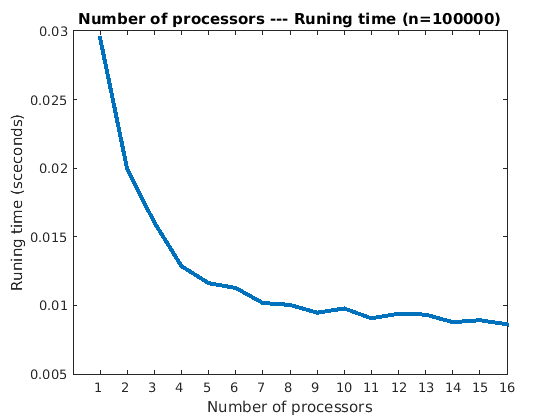 Number of processors --- Runing time (n=100000)
0.03
0.025
0.02
0.015
0.01
0.005
Runing time (sceconds)
1 2 3 4 5 6 7 8 9 10 11 12 13 14 15 16
Number of processors